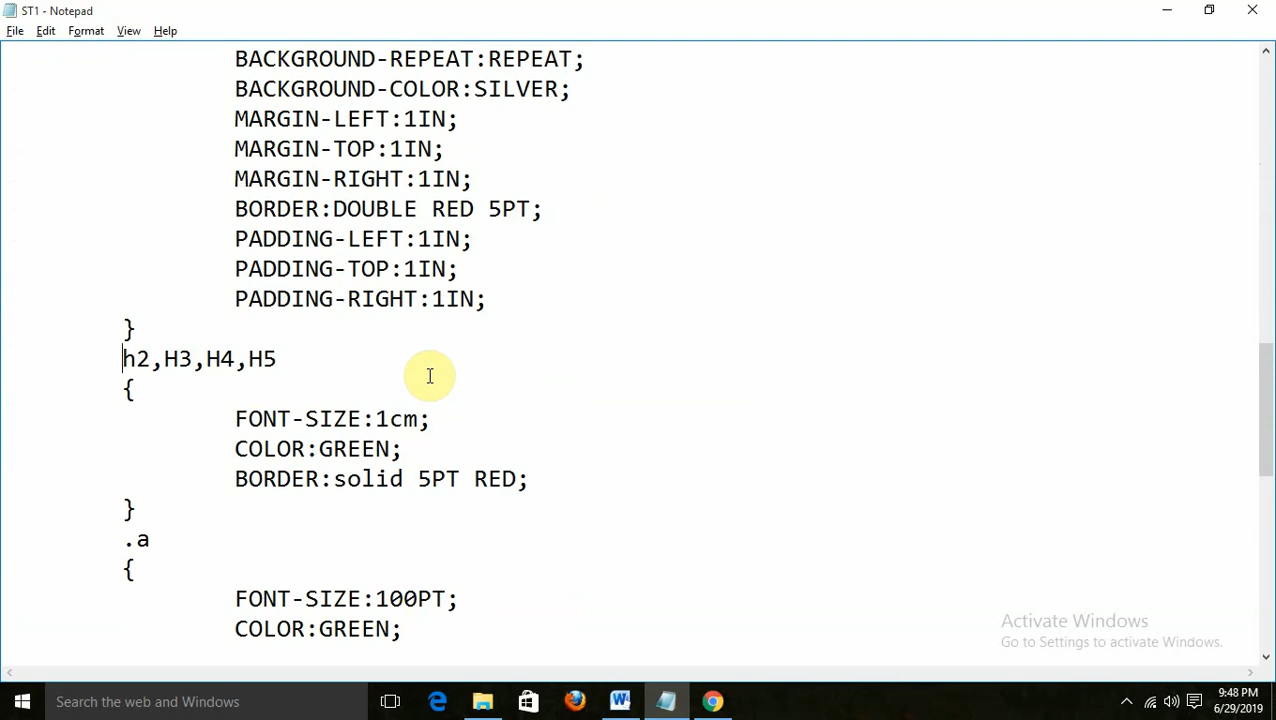 ST1 - Notepad
File Edit Format View Help
BACKGROUND-REPEAT:REPEAT;
BACKGROUND-COLOR:SILVER;
MARGIN-LEFT:1IN;
MARGIN-TOP:1IN;
MARGIN-RIGHT:1IN;
BORDER:DOUBLE RED 5PT;
PADDING-LEFT:1IN;
PADDING-TOP:1IN;
PADDING-RIGHT:1IN;
}
h2,H3,H4,H5
{
FONT-SIZE:1cm;
COLOR:GREEN;
BORDER:solid 5PT RED;
}
.a
{
FONT-SIZE:100PT;
COLOR:GREEN;
Activate Windows
Go to Settings to activate Windows.
Search the web and Windows
9:48 PM
6/29/2019